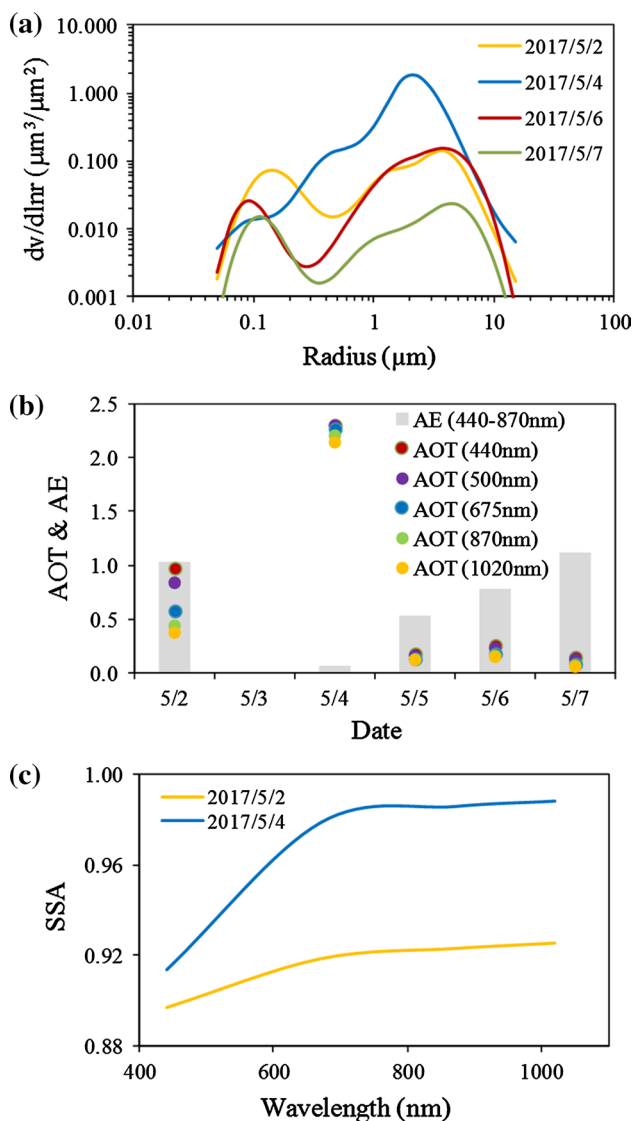 (a)
dv/dlnr (μm³/μm²)
10.000
1.000
0.100
0.010
0.001
2017/5/2
2017/5/4
2017/5/6
2017/5/7
0.01
0.1
1
10
100
Radius (μm)
(b)
AOT & AE
2.5
2.0
1.5
1.0
0.5
0.0
AE (440-870nm)
AOT (440nm)
AOT (500nm)
AOT (675nm)
AOT (870nm)
AOT (1020nm)
5/2
5/3
5/4
5/5
5/6
5/7
Date
(c)
SSA
1.00
0.96
0.92
0.88
2017/5/2
2017/5/4
400
600
800
1000
Wavelength (nm)